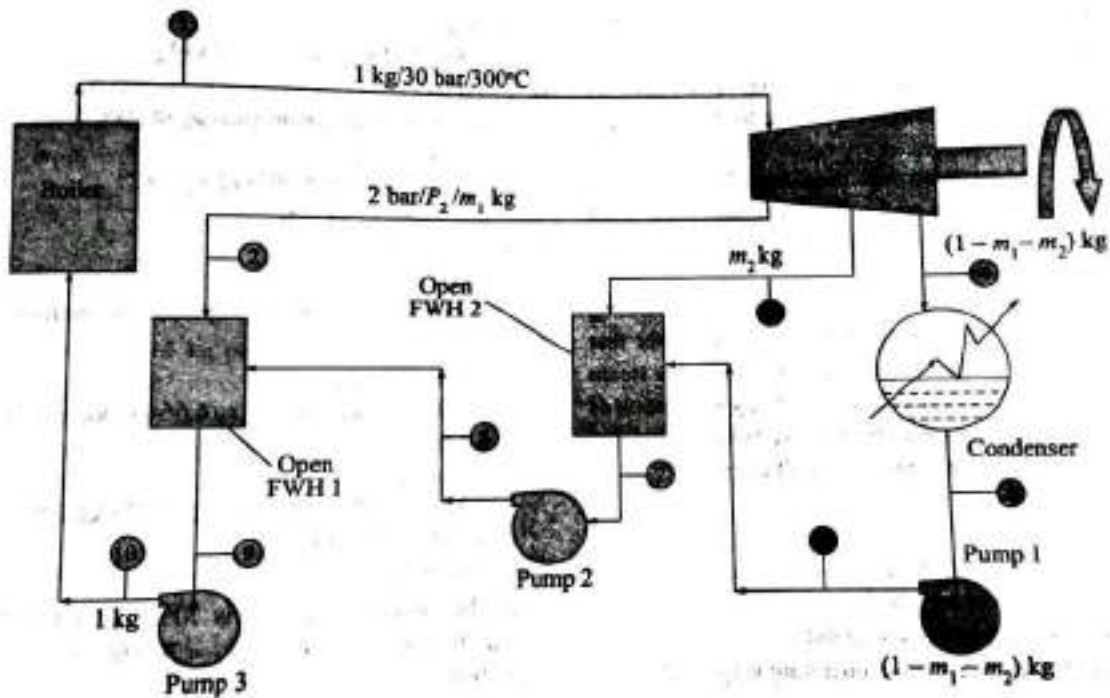 1 kg/30 bar/300°C
Boiler
2 bar/P₂/m₁ kg
(1 − m₁ − m₂) kg
2
m₂ kg
Open
FWH 2
Open
FWH 1
Condenser
Pump 2
Pump 1
10
9
1 kg
Pump 3
(1 − m₁ − m₂) kg